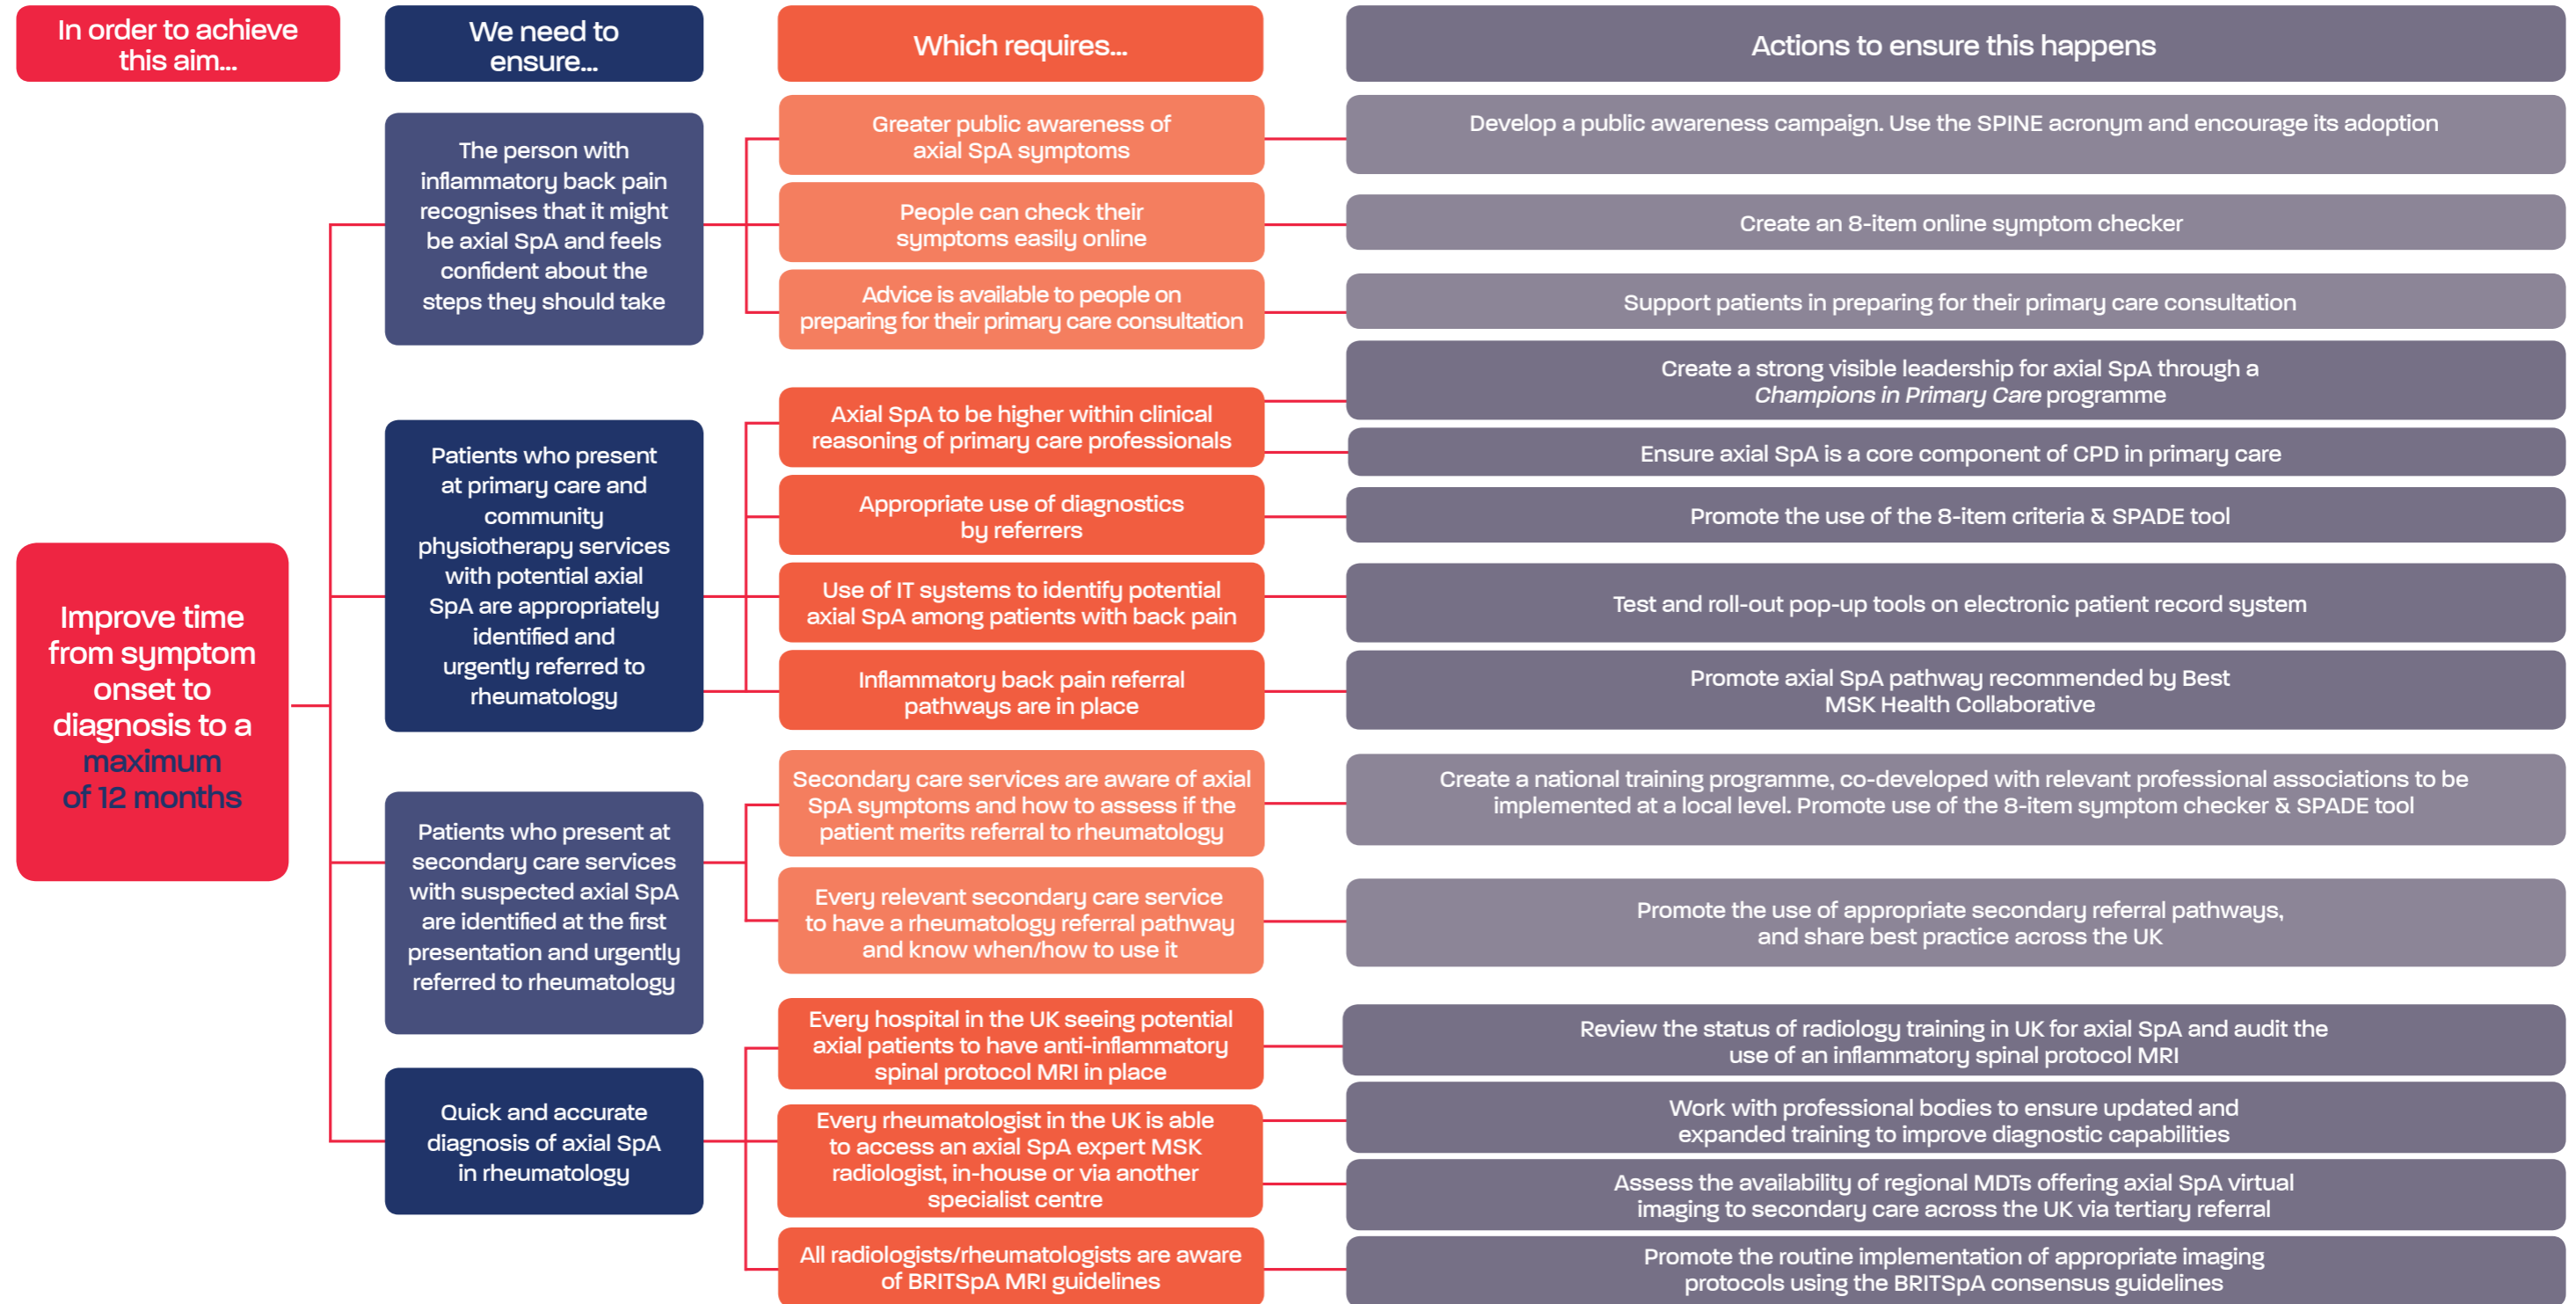 In order to achieve
this aim...
We need to
ensure...
Which requires...
Actions to ensure this happens
Improve time
from symptom
onset to
diagnosis to a
maximum
of 12 months
The person with
inflammatory back pain
recognises that it might
be axial SpA and feels
confident about the
steps they should take
Greater public awareness of
axial SpA symptoms
Develop a public awareness campaign. Use the SPINE acronym and encourage its adoption
People can check their
symptoms easily online
Create an 8-item online symptom checker
Advice is available to people on
preparing for their primary care consultation
Support patients in preparing for their primary care consultation
Patients who present
at primary care and
community
physiotherapy services
with potential axial
SpA are appropriately
identified and
urgently referred to
rheumatology
Axial SpA to be higher within clinical
reasoning of primary care professionals
Create a strong visible leadership for axial SpA through a
Champions in Primary Care programme
Ensure axial SpA is a core component of CPD in primary care
Appropriate use of diagnostics
by referrers
Promote the use of the 8-item criteria & SPADE tool
Use of IT systems to identify potential
axial SpA among patients with back pain
Test and roll-out pop-up tools on electronic patient record system
Inflammatory back pain referral
pathways are in place
Promote axial SpA pathway recommended by Best
MSK Health Collaborative
Patients who present at
secondary care services
with suspected axial SpA
are identified at the first
presentation and urgently
referred to rheumatology
Secondary care services are aware of axial
SpA symptoms and how to assess if the
patient merits referral to rheumatology
Create a national training programme, co-developed with relevant professional associations to be
implemented at a local level. Promote use of the 8-item symptom checker & SPADE tool
Every relevant secondary care service
to have a rheumatology referral pathway
and know when/how to use it
Promote the use of appropriate secondary referral pathways,
and share best practice across the UK
Quick and accurate
diagnosis of axial SpA
in rheumatology
Every hospital in the UK seeing potential
axial patients to have anti-inflammatory
spinal protocol MRI in place
Review the status of radiology training in UK for axial SpA and audit the
use of an inflammatory spinal protocol MRI
Every rheumatologist in the UK is able
to access an axial SpA expert MSK
radiologist, in-house or via another
specialist centre
Work with professional bodies to ensure updated and
expanded training to improve diagnostic capabilities
Assess the availability of regional MDTs offering axial SpA virtual
imaging to secondary care across the UK via tertiary referral
All radiologists/rheumatologists are aware
of BRITSpA MRI guidelines
Promote the routine implementation of appropriate imaging
protocols using the BRITSpA consensus guidelines